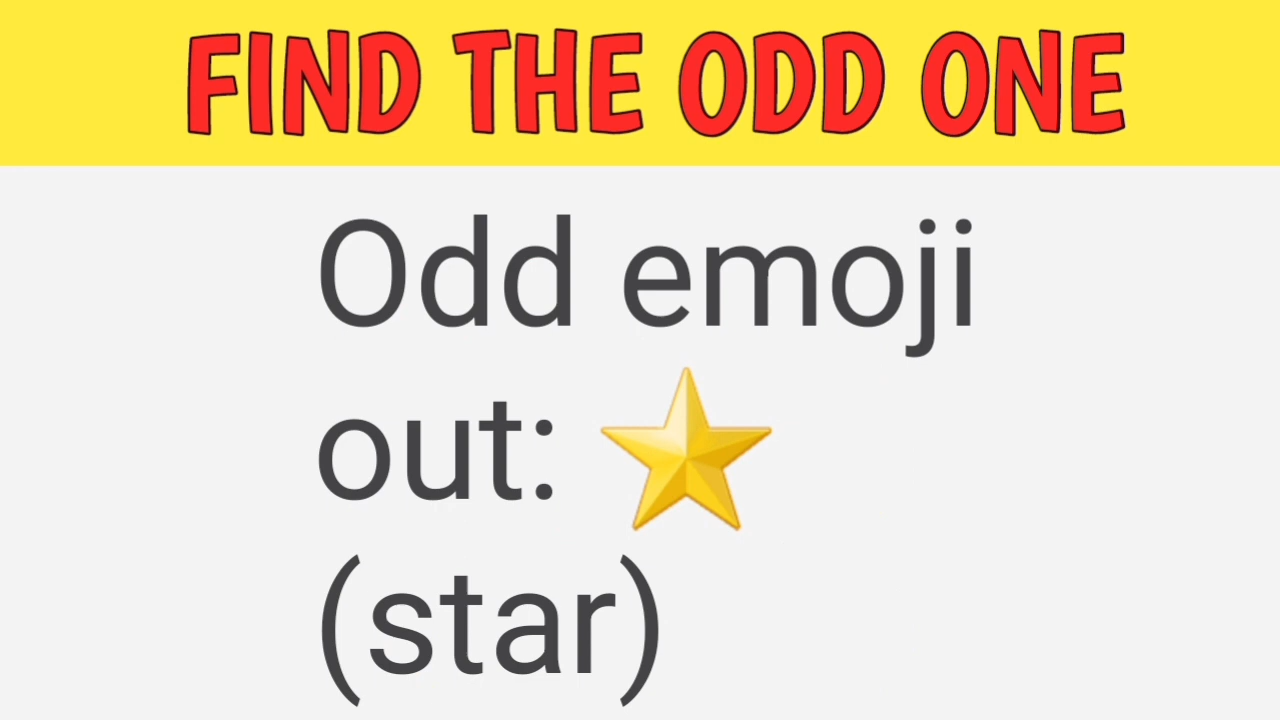 FIND THE ODD ONE
Odd emoji
out: ⭐
(star)